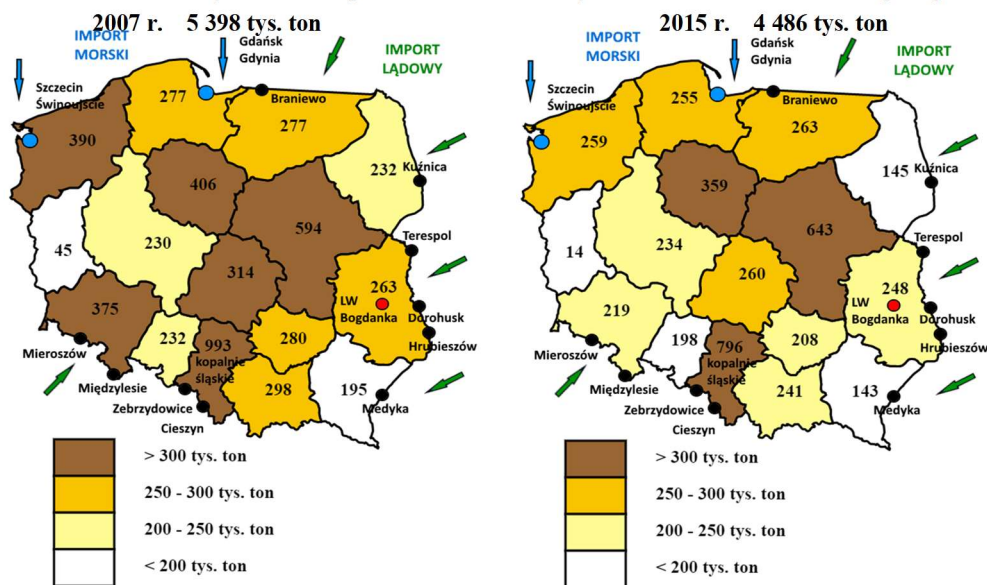 2007 r. 5 398 tys. ton
IMPORT
MORSKI
Gdańsk
Gdynia
IMPORT
LĄDOWY
Szczecin
Świnoujście
Braniewo
277
277
390
232
Kuźnica
406
594
230
45
Terespol
314
263
LW
Bogdanka
375
Dorohusk
232
993
280
Hrubieszów
kopalnie
śląskie
Mieroszów
298
195
Międzylesie
Medyka
Zebrzydowice
Cieszyn
> 300 tys. ton
250 - 300 tys. ton
200 - 250 tys. ton
< 200 tys. ton
2015 r. 4 486 tys. ton
IMPORT
MORSKI
Gdańsk
Gdynia
IMPORT
LĄDOWY
Szczecin
Świnoujście
Braniewo
255
263
259
145
Kuźnica
359
643
234
14
Terespol
260
248
LW
Bogdanka
219
Dorohusk
198
796
208
Hrubieszów
kopalnie
śląskie
Mieroszów
241
143
Międzylesie
Medyka
Zebrzydowice
Cieszyn
> 300 tys. ton
250 - 300 tys. ton
200 - 250 tys. ton
< 200 tys. ton